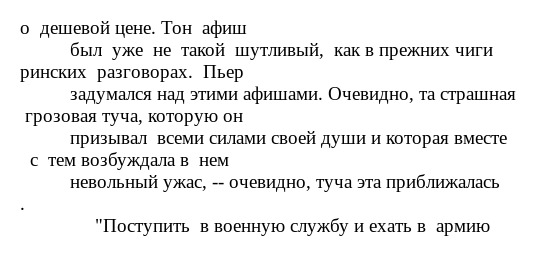 о дешевой цене. Тон афиш
был уже не такой шутливый, как в прежних чиги
ринских разговорах. Пьер
задумался над этими афишами. Очевидно, та страшная
грозовая туча, которую он
призывал всеми силами своей души и которая вместе
с тем возбуждала в нем
невольный ужас, -- очевидно, туча эта приближалась
.
"Поступить в военную службу и ехать в армию